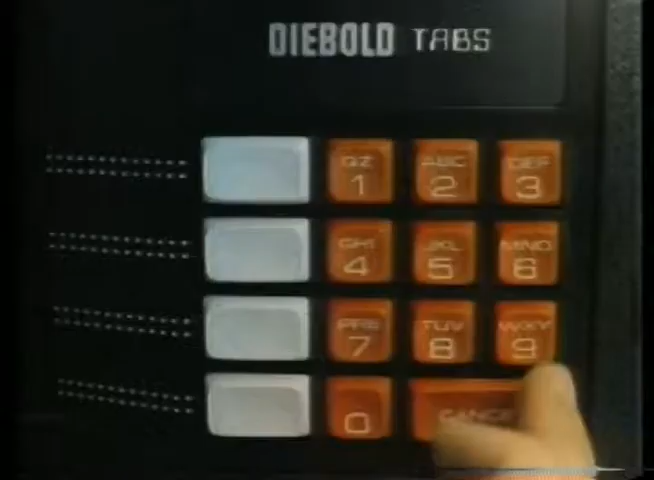 DIEBOLD TABS
QZ ABC DEF
1 2 3
GHI JKL MNO
4 5 6
PRS TUV WXY
7 8 9
0